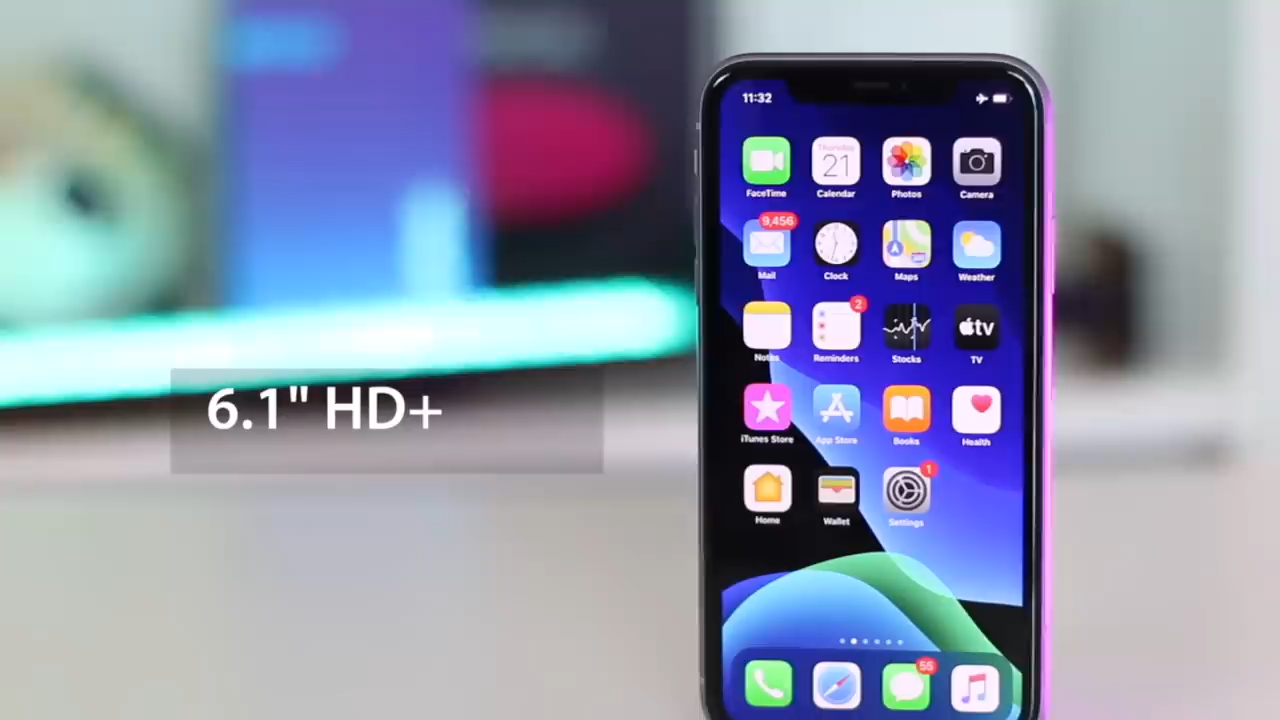 11:32
Thursday
21
FaceTime
Calendar
Photos
Camera
9,456
Mail
Clock
Maps
Weather
2
Notes
Reminders
Stocks
tv
TV
6.1" HD+
iTunes Store
App Store
Books
Health
1
Home
Wallet
Settings
55